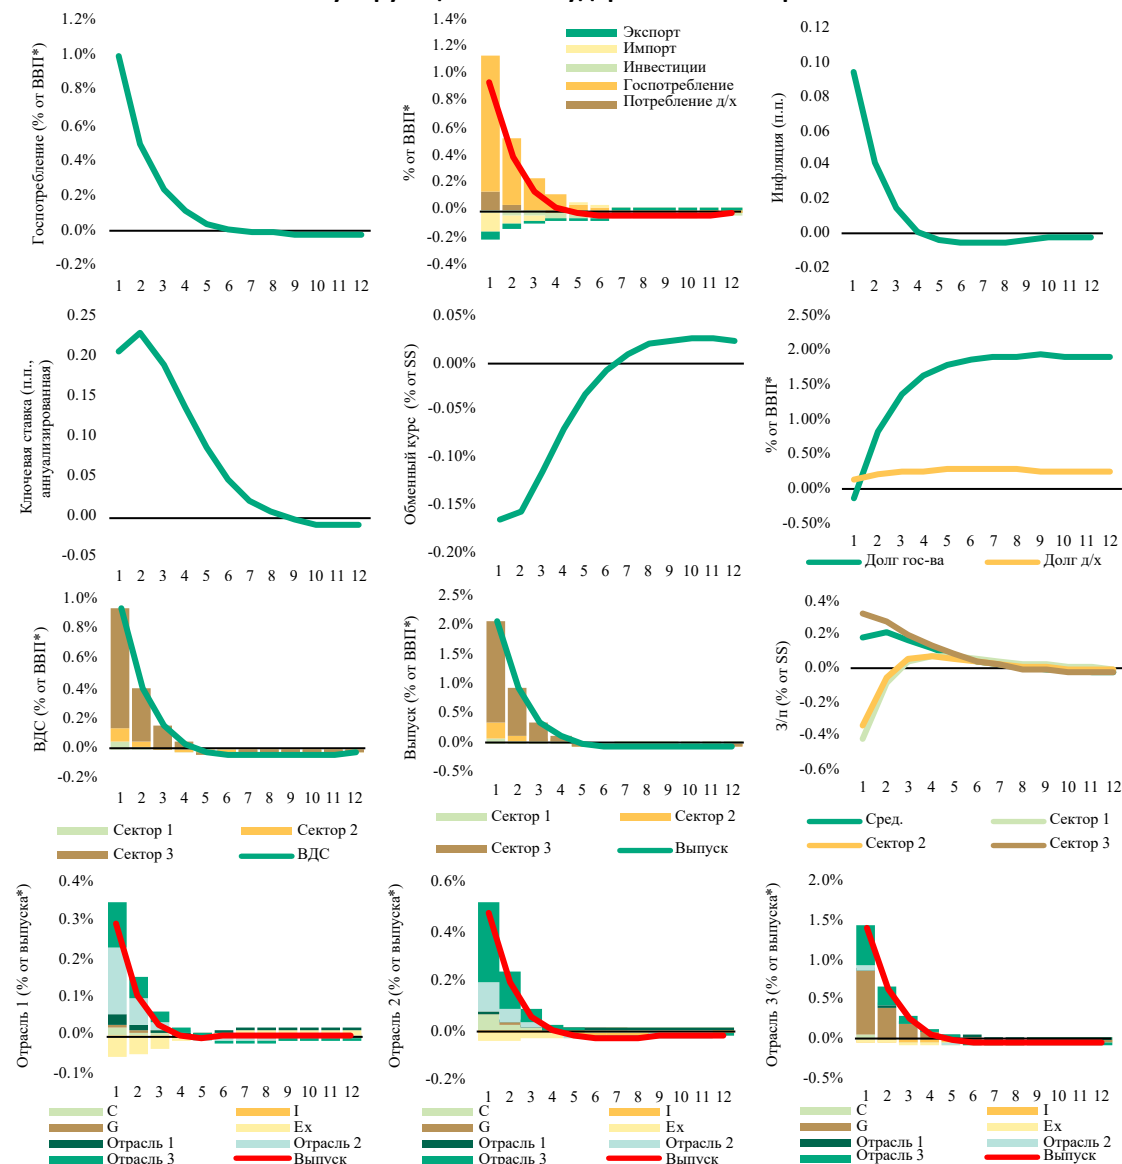 Госпотребление (% от ВВП*)
1.2%
1.0%
0.8%
0.6%
0.4%
0.2%
0.0%
-0.2%
1 2 3 4 5 6 7 8 9 10 11 12
% от ВВП*
1.4%
1.2%
1.0%
0.8%
0.6%
0.4%
0.2%
0.0%
-0.2%
-0.4%
Экспорт
Импорт
Инвестиции
Госпотребление
Потребление д/х
1 2 3 4 5 6 7 8 9 10 11 12
Инфляция (п.п.)
0.12
0.10
0.08
0.06
0.04
0.02
0.00
-0.02
1 2 3 4 5 6 7 8 9 10 11 12
Ключевая ставка (п.п.,
аннуализированная)
0.25
0.20
0.15
0.10
0.05
0.00
-0.05
1 2 3 4 5 6 7 8 9 10 11 12
Обменный курс (% от SS)
0.05%
0.00%
-0.05%
-0.10%
-0.15%
-0.20%
1 2 3 4 5 6 7 8 9 10 11 12
% от ВВП*
2.50%
2.00%
1.50%
1.00%
0.50%
0.00%
-0.50%
1 2 3 4 5 6 7 8 9 10 11 12
Долг гос-ва Долг д/х
ВДС (% от ВВП*)
1.0%
0.8%
0.6%
0.4%
0.2%
0.0%
-0.2%
1 2 3 4 5 6 7 8 9 10 11 12
Сектор 1 Сектор 2
Сектор 3 ВДС
Выпуск (% от ВВП*)
2.5%
2.0%
1.5%
1.0%
0.5%
0.0%
-0.5%
1 2 3 4 5 6 7 8 9 10 11 12
Сектор 1 Сектор 2
Сектор 3 Выпуск
З/п (% от SS)
0.4%
0.2%
0.0%
-0.2%
-0.4%
-0.6%
1 2 3 4 5 6 7 8 9 10 11 12
Сред. Сектор 1
Сектор 2 Сектор 3
Отрасль 1 (% от выпуска*)
0.4%
0.3%
0.2%
0.1%
0.0%
-0.1%
1 2 3 4 5 6 7 8 9 10 11 12
C I
G Ex
Отрасль 1 Отрасль 2
Отрасль 3 Выпуск
Отрасль 2 (% от выпуска*)
0.6%
0.4%
0.2%
0.0%
-0.2%
1 2 3 4 5 6 7 8 9 10 11 12
C I
G Ex
Отрасль 1 Отрасль 2
Отрасль 3 Выпуск
Отрасль 3 (% от выпуска*)
2.0%
1.5%
1.0%
0.5%
0.0%
-0.5%
1 2 3 4 5 6 7 8 9 10 11 12
C I
G Ex
Отрасль 1 Отрасль 2
Отрасль 3 Выпуск